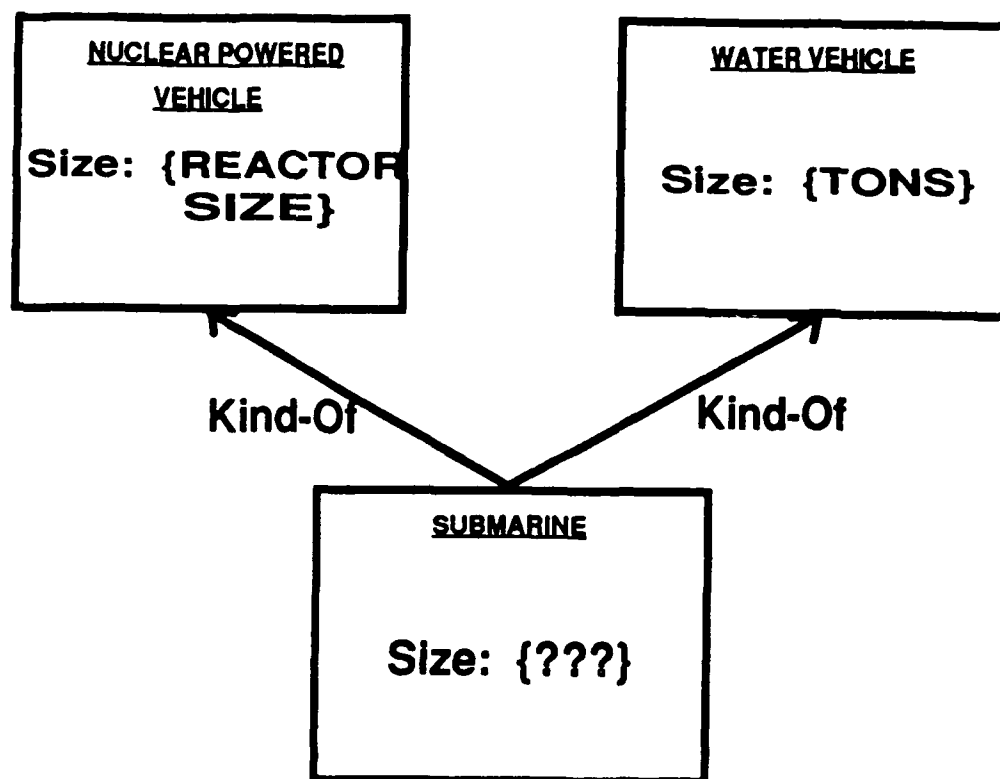 NUCLEAR POWERED
VEHICLE
Size: {REACTOR
SIZE}
WATER VEHICLE
Size: {TONS}
Kind-Of
Kind-Of
SUBMARINE
Size: {???}